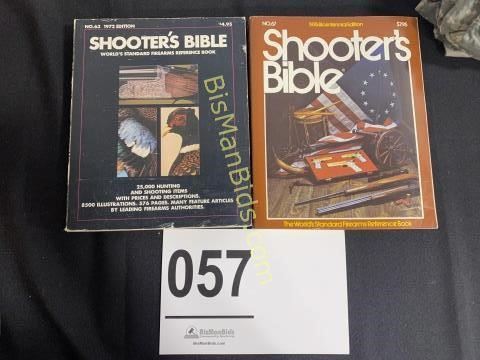 NO. 63 1972 EDITION $4.95
SHOOTER'S BIBLE
WORLD'S STANDARD FIREARMS REFERENCE BOOK
25,000 HUNTING
AND SHOOTING ITEMS
WITH PRICES AND DESCRIPTIONS.
8500 ILLUSTRATIONS. 576 PAGES. MANY FEATURE ARTICLES
BY LEADING FIREARMS AUTHORITIES.
NO. 67 1976 Bicentennial Edition
Shooter's
Bible
The World's Standard Firearms Reference Book
BisManBids.com
057
BisManBids
BisManBids.com